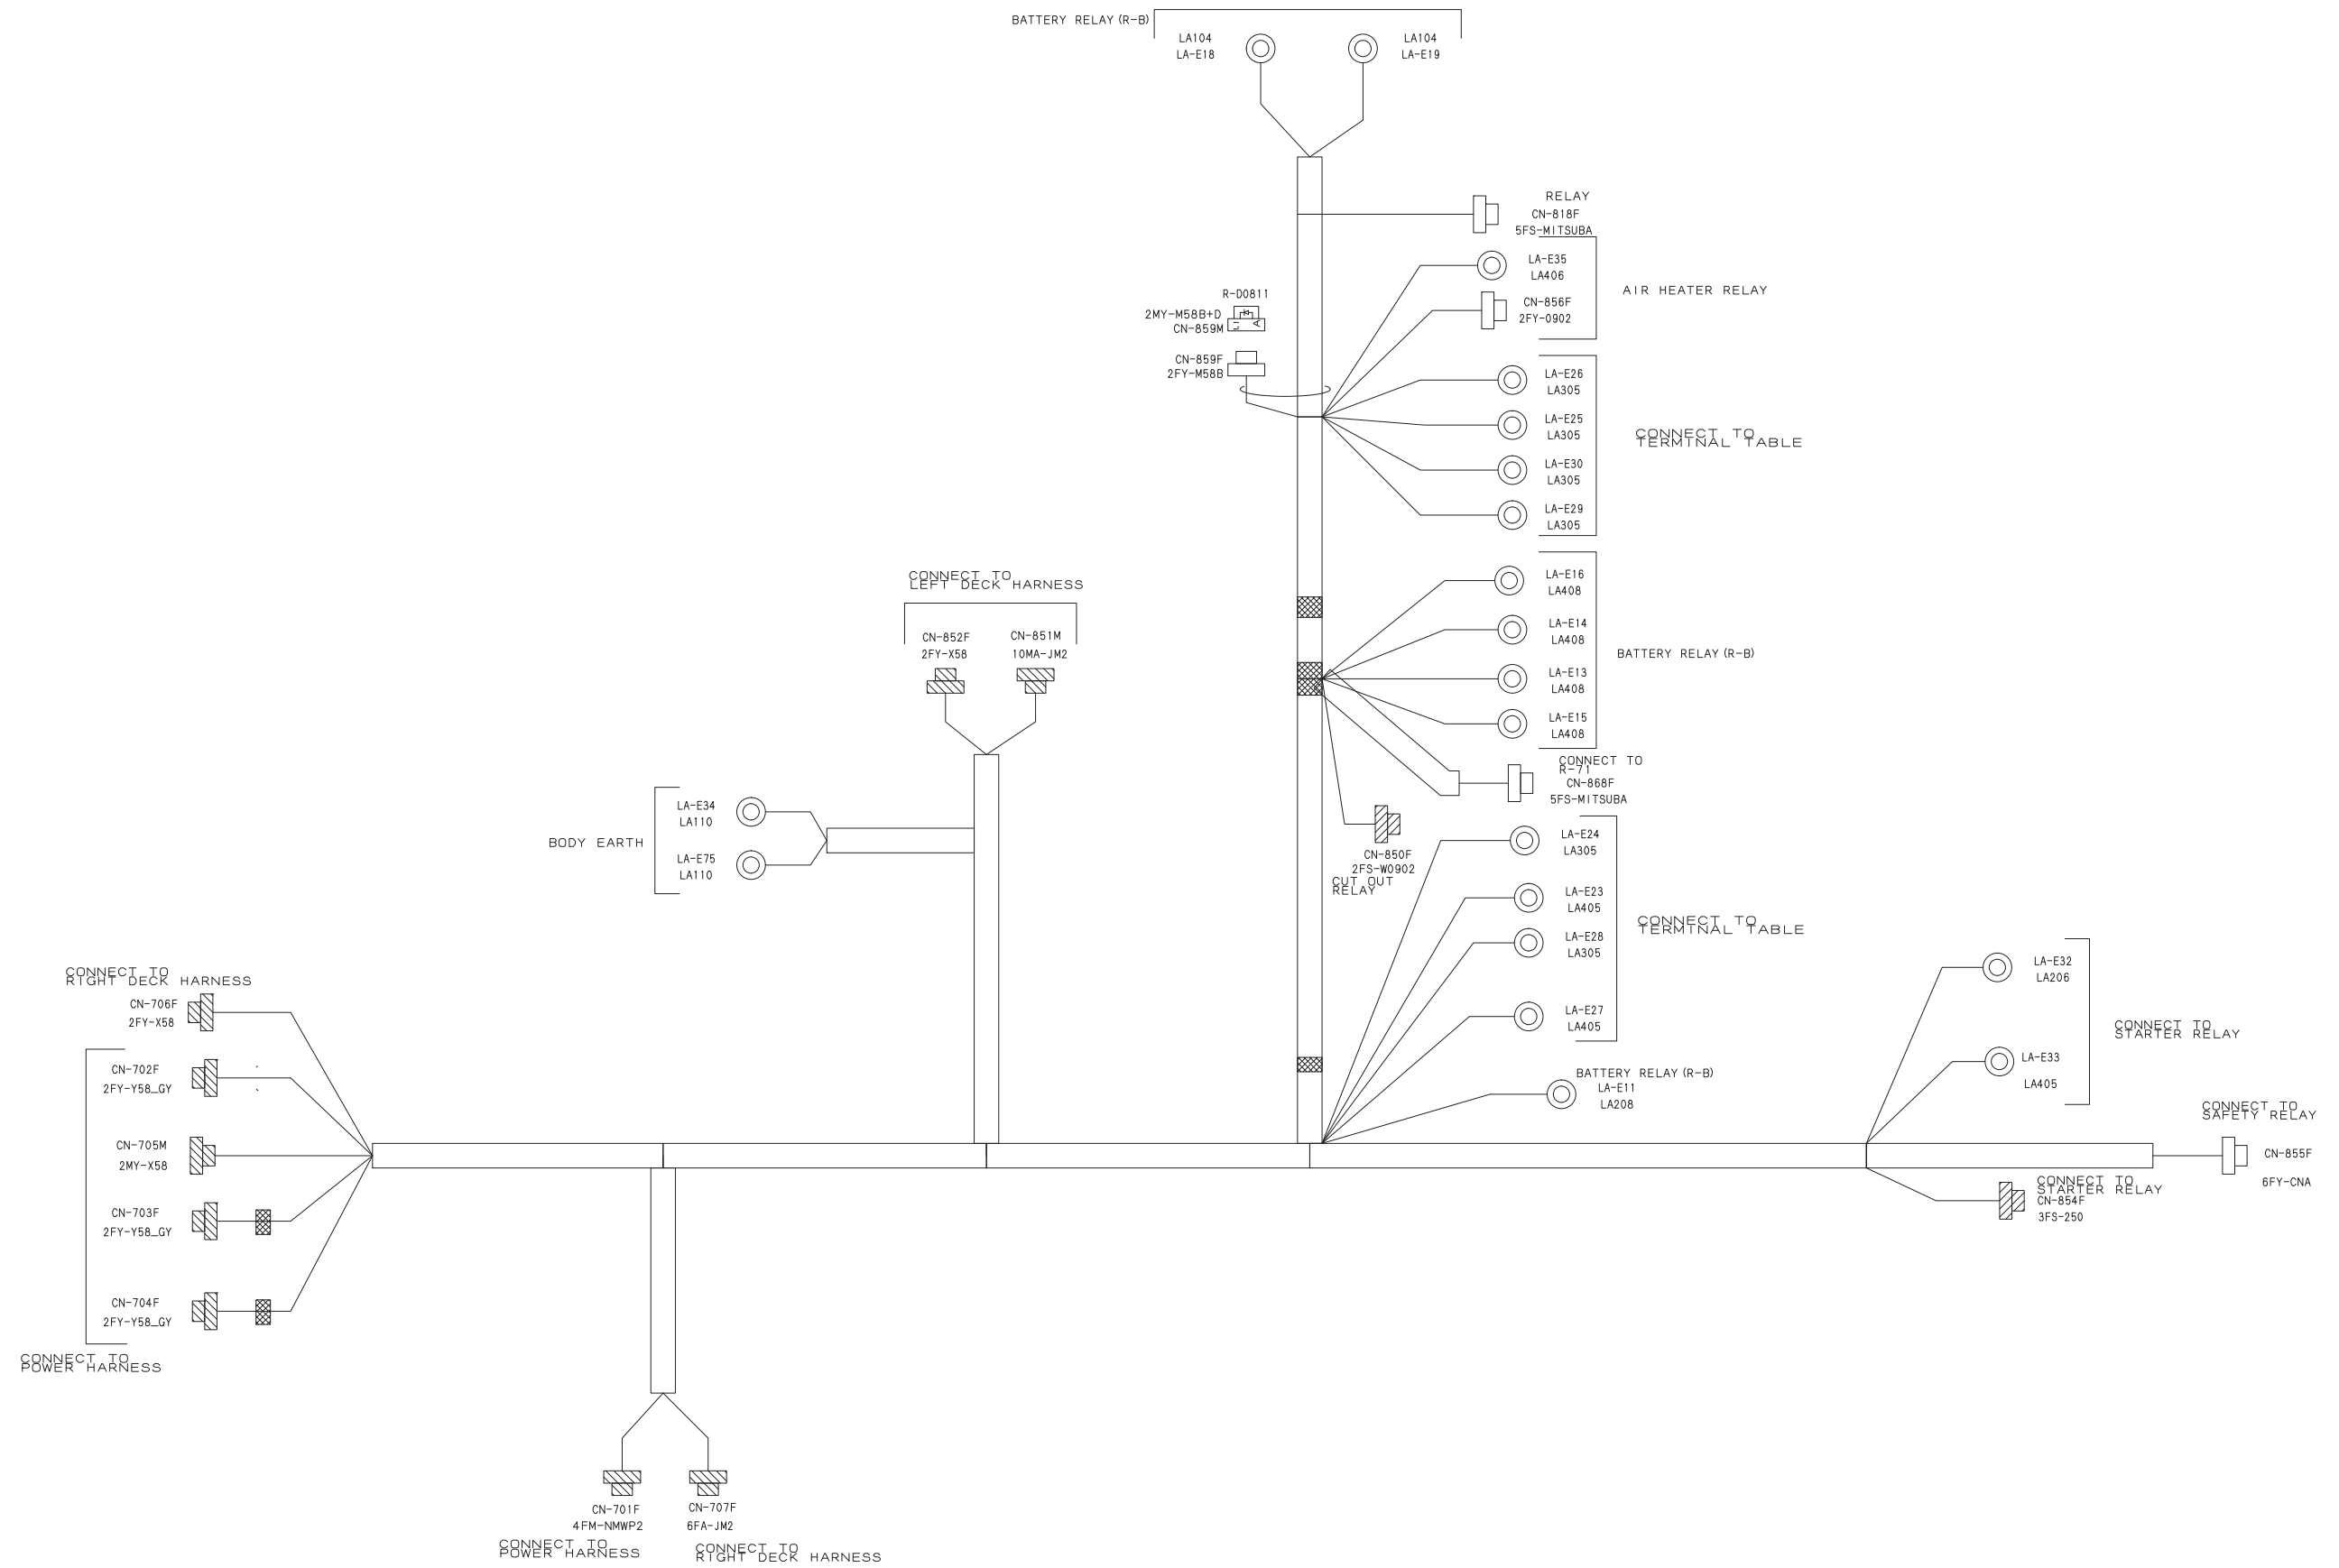 BATTERY RELAY (R-B)
LA104
LA-E18
LA104
LA-E19
RELAY
CN-818F
5FS-MITSUBA
LA-E35
LA406
CN-856F
2FY-0902
AIR HEATER RELAY
R-D0811
2MY-M58B+D
CN-859M
L1
A
CN-859F
2FY-M58B
LA-E26
LA305
LA-E25
LA305
LA-E30
LA305
LA-E29
LA305
CONNECT TO
TERMINAL TABLE
LA-E16
LA408
LA-E14
LA408
LA-E13
LA408
LA-E15
LA408
BATTERY RELAY (R-B)
CONNECT TO
LEFT DECK HARNESS
CN-852F
2FY-X58
CN-851M
10MA-JM2
CONNECT TO
R-71
CN-868F
5FS-MITSUBA
LA-E34
LA110
LA-E75
LA110
BODY EARTH
CN-850F
2FS-W0902
CUT OUT
RELAY
LA-E24
LA305
LA-E23
LA405
LA-E28
LA305
LA-E27
LA405
CONNECT TO
TERMINAL TABLE
BATTERY RELAY (R-B)
LA-E11
LA208
LA-E32
LA206
LA-E33
LA405
CONNECT TO
STARTER RELAY
CONNECT TO
SAFETY RELAY
CN-855F
6FY-CNA
CONNECT TO
STARTER RELAY
CN-854F
3FS-250
CONNECT TO
RIGHT DECK HARNESS
CN-706F
2FY-X58
CN-702F
2FY-Y58_GY
CN-705M
2MY-X58
CN-703F
2FY-Y58_GY
CN-704F
2FY-Y58_GY
CONNECT TO
POWER HARNESS
CN-701F
4FM-NMWP2
CONNECT TO
POWER HARNESS
CN-707F
6FA-JM2
CONNECT TO
RIGHT DECK HARNESS